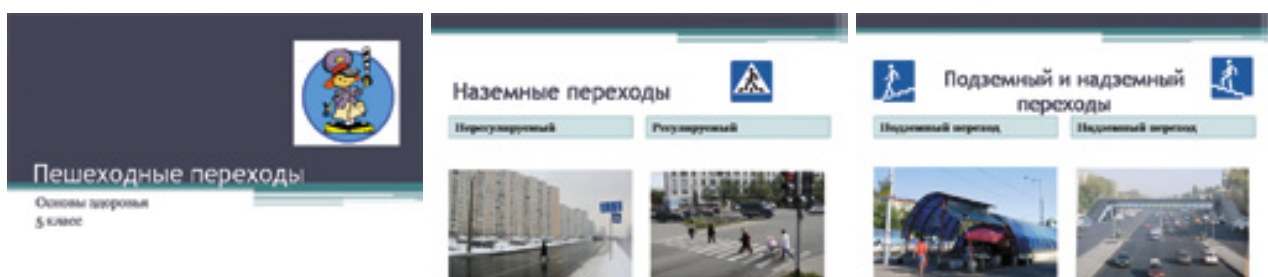 Пешеходные переходы
Основы здоровья
5 класс
Наземные переходы
Нерегулируемый
Регулируемый
Подземный и надземный
переходы
Подземный переход
Надземный переход